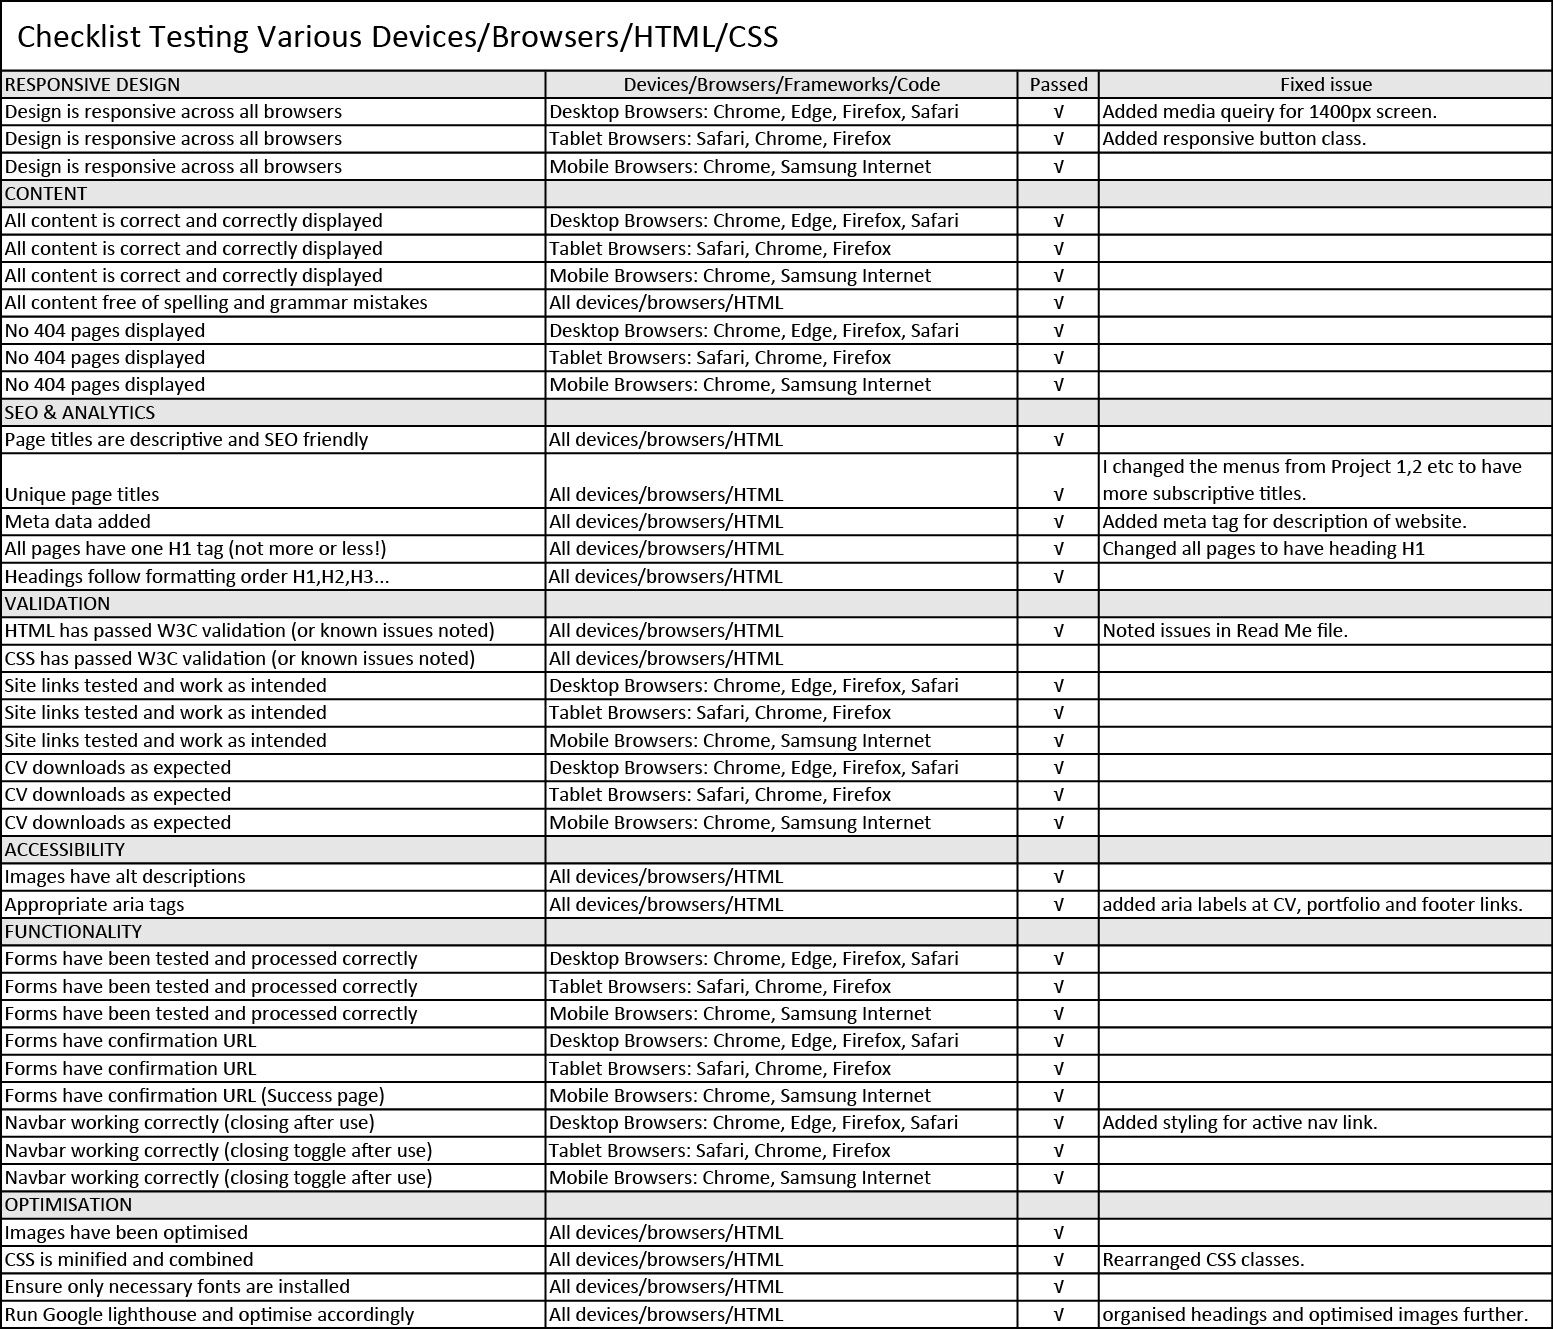 Checklist Testing Various Devices/Browsers/HTML/CSS
RESPONSIVE DESIGN Devices/Browsers/Frameworks/Code Passed Fixed issue
Design is responsive across all browsers Desktop Browsers: Chrome, Edge, Firefox, Safari √ Added media queiry for 1400px screen.
Design is responsive across all browsers Tablet Browsers: Safari, Chrome, Firefox √ Added responsive button class.
Design is responsive across all browsers Mobile Browsers: Chrome, Samsung Internet √
CONTENT
All content is correct and correctly displayed Desktop Browsers: Chrome, Edge, Firefox, Safari √
All content is correct and correctly displayed Tablet Browsers: Safari, Chrome, Firefox √
All content is correct and correctly displayed Mobile Browsers: Chrome, Samsung Internet √
All content free of spelling and grammar mistakes All devices/browsers/HTML √
No 404 pages displayed Desktop Browsers: Chrome, Edge, Firefox, Safari √
No 404 pages displayed Tablet Browsers: Safari, Chrome, Firefox √
No 404 pages displayed Mobile Browsers: Chrome, Samsung Internet √
SEO & ANALYTICS
Page titles are descriptive and SEO friendly All devices/browsers/HTML √
I changed the menus from Project 1,2 etc to have
Unique page titles All devices/browsers/HTML √ more subscriptive titles.
Meta data added All devices/browsers/HTML √ Added meta tag for description of website.
All pages have one H1 tag (not more or less!) All devices/browsers/HTML √ Changed all pages to have heading H1
Headings follow formatting order H1,H2,H3... All devices/browsers/HTML √
VALIDATION
HTML has passed W3C validation (or known issues noted) All devices/browsers/HTML √ Noted issues in Read Me file.
CSS has passed W3C validation (or known issues noted) All devices/browsers/HTML
Site links tested and work as intended Desktop Browsers: Chrome, Edge, Firefox, Safari √
Site links tested and work as intended Tablet Browsers: Safari, Chrome, Firefox √
Site links tested and work as intended Mobile Browsers: Chrome, Samsung Internet √
CV downloads as expected Desktop Browsers: Chrome, Edge, Firefox, Safari √
CV downloads as expected Tablet Browsers: Safari, Chrome, Firefox √
CV downloads as expected Mobile Browsers: Chrome, Samsung Internet √
ACCESSIBILITY
Images have alt descriptions All devices/browsers/HTML √
Appropriate aria tags All devices/browsers/HTML √ added aria labels at CV, portfolio and footer links.
FUNCTIONALITY
Forms have been tested and processed correctly Desktop Browsers: Chrome, Edge, Firefox, Safari √
Forms have been tested and processed correctly Tablet Browsers: Safari, Chrome, Firefox √
Forms have been tested and processed correctly Mobile Browsers: Chrome, Samsung Internet √
Forms have confirmation URL Desktop Browsers: Chrome, Edge, Firefox, Safari √
Forms have confirmation URL Tablet Browsers: Safari, Chrome, Firefox √
Forms have confirmation URL (Success page) Mobile Browsers: Chrome, Samsung Internet √
Navbar working correctly (closing after use) Desktop Browsers: Chrome, Edge, Firefox, Safari √ Added styling for active nav link.
Navbar working correctly (closing toggle after use) Tablet Browsers: Safari, Chrome, Firefox √
Navbar working correctly (closing toggle after use) Mobile Browsers: Chrome, Samsung Internet √
OPTIMISATION
Images have been optimised All devices/browsers/HTML √
CSS is minified and combined All devices/browsers/HTML √ Rearranged CSS classes.
Ensure only necessary fonts are installed All devices/browsers/HTML √
Run Google lighthouse and optimise accordingly All devices/browsers/HTML √ organised headings and optimised images further.